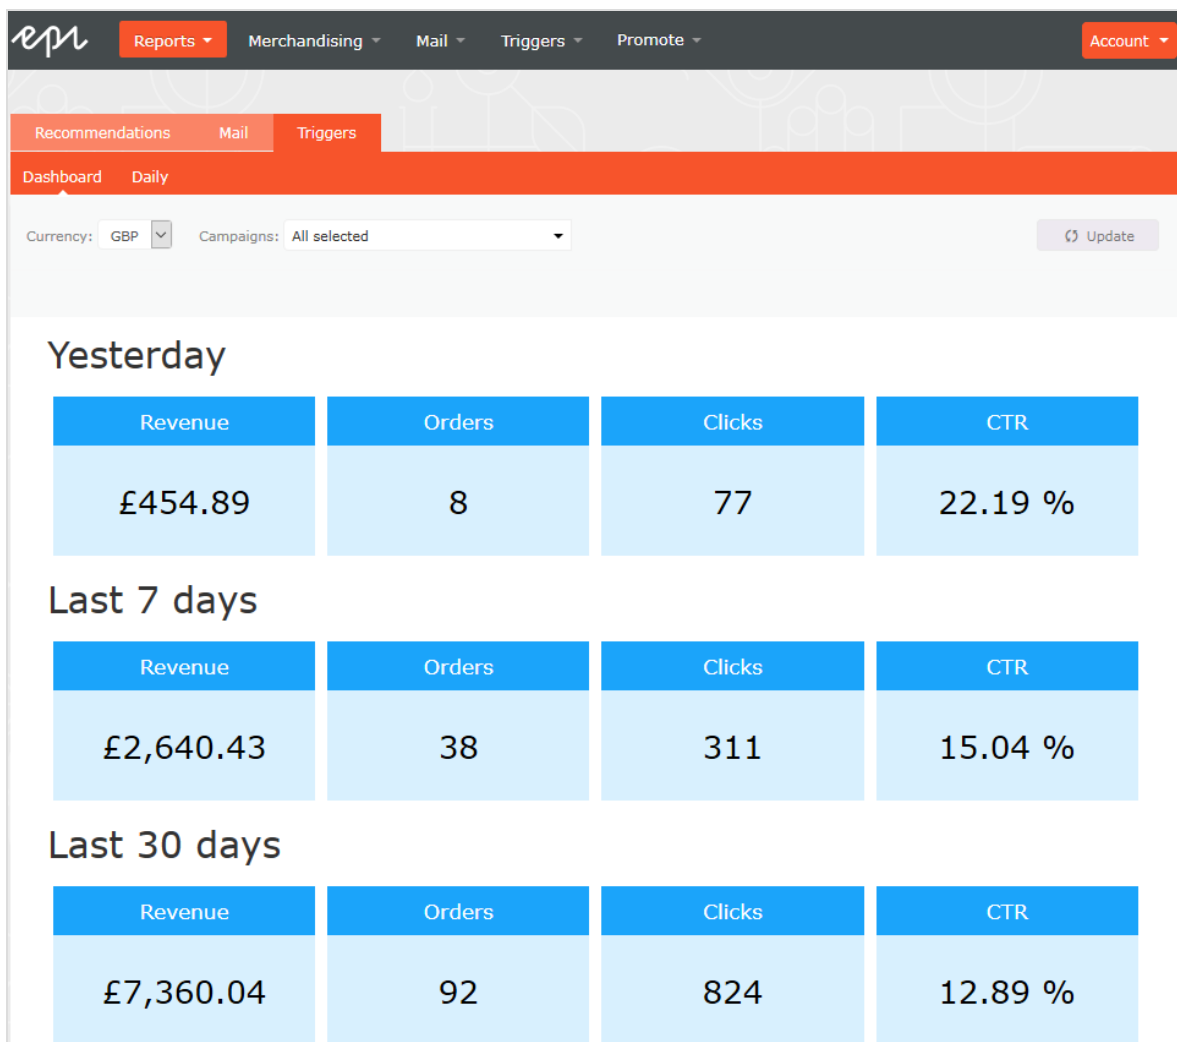 epi Reports Merchandising Mail Triggers Promote Account
Recommendations Mail Triggers
Dashboard Daily
Currency: GBP Campaigns: All selected Update
Yesterday
Revenue Orders Clicks CTR
£454.89 8 77 22.19 %
Last 7 days
Revenue Orders Clicks CTR
£2,640.43 38 311 15.04 %
Last 30 days
Revenue Orders Clicks CTR
£7,360.04 92 824 12.89 %